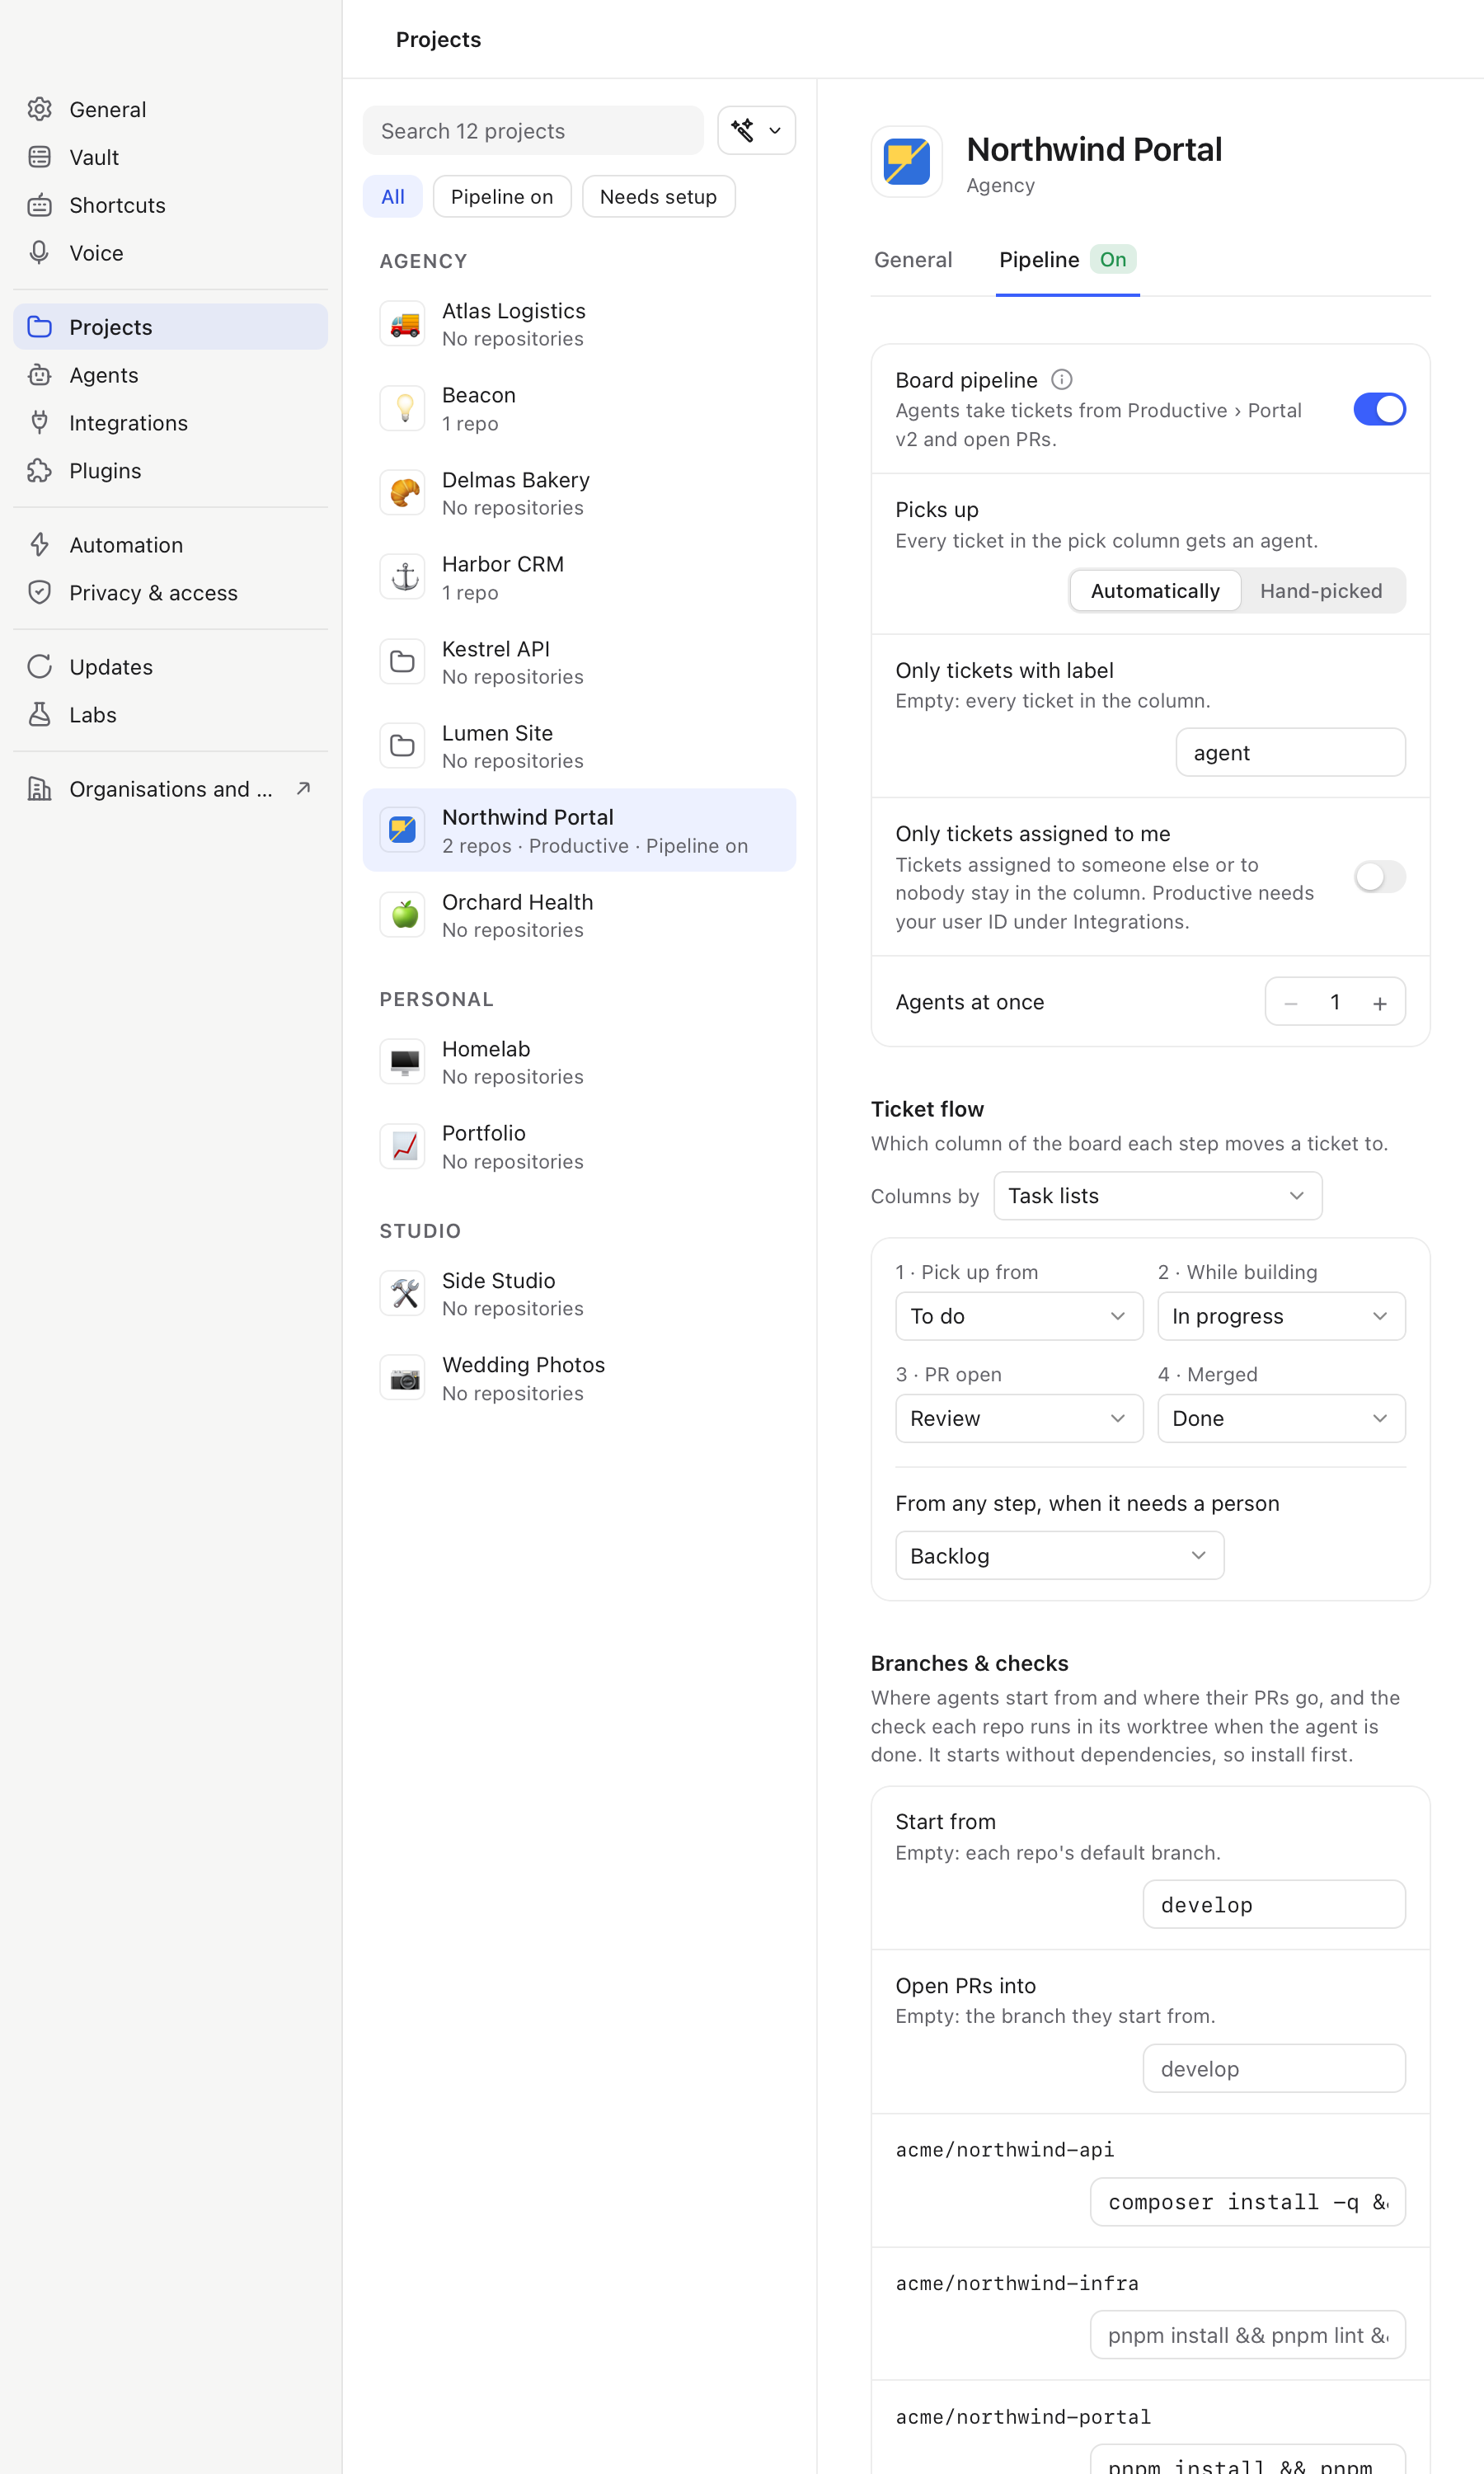 Projects
General
Vault
Shortcuts
Voice
Projects
Agents
Integrations
Plugins
Automation
Privacy & access
Updates
Labs
Organisations and ...
Search 12 projects
All
Pipeline on
Needs setup
AGENCY
Atlas Logistics
No repositories
Beacon
1 repo
Delmas Bakery
No repositories
Harbor CRM
1 repo
Kestrel API
No repositories
Lumen Site
No repositories
Northwind Portal
2 repos · Productive · Pipeline on
Orchard Health
No repositories
PERSONAL
Homelab
No repositories
Portfolio
No repositories
STUDIO
Side Studio
No repositories
Wedding Photos
No repositories
Northwind Portal
Agency
General
Pipeline On
Board pipeline
Agents take tickets from Productive › Portal
v2 and open PRs.
Picks up
Every ticket in the pick column gets an agent.
Automatically
Hand-picked
Only tickets with label
Empty: every ticket in the column.
agent
Only tickets assigned to me
Tickets assigned to someone else or to
nobody stay in the column. Productive needs
your user ID under Integrations.
Agents at once
− 1 +
Ticket flow
Which column of the board each step moves a ticket to.
Columns by Task lists
1 · Pick up from
To do
2 · While building
In progress
3 · PR open
Review
4 · Merged
Done
From any step, when it needs a person
Backlog
Branches & checks
Where agents start from and where their PRs go, and the
check each repo runs in its worktree when the agent is
done. It starts without dependencies, so install first.
Start from
Empty: each repo's default branch.
develop
Open PRs into
Empty: the branch they start from.
develop
acme/northwind-api
composer install -q &
acme/northwind-infra
pnpm install && pnpm lint &
acme/northwind-portal
pnpm install && pnpm